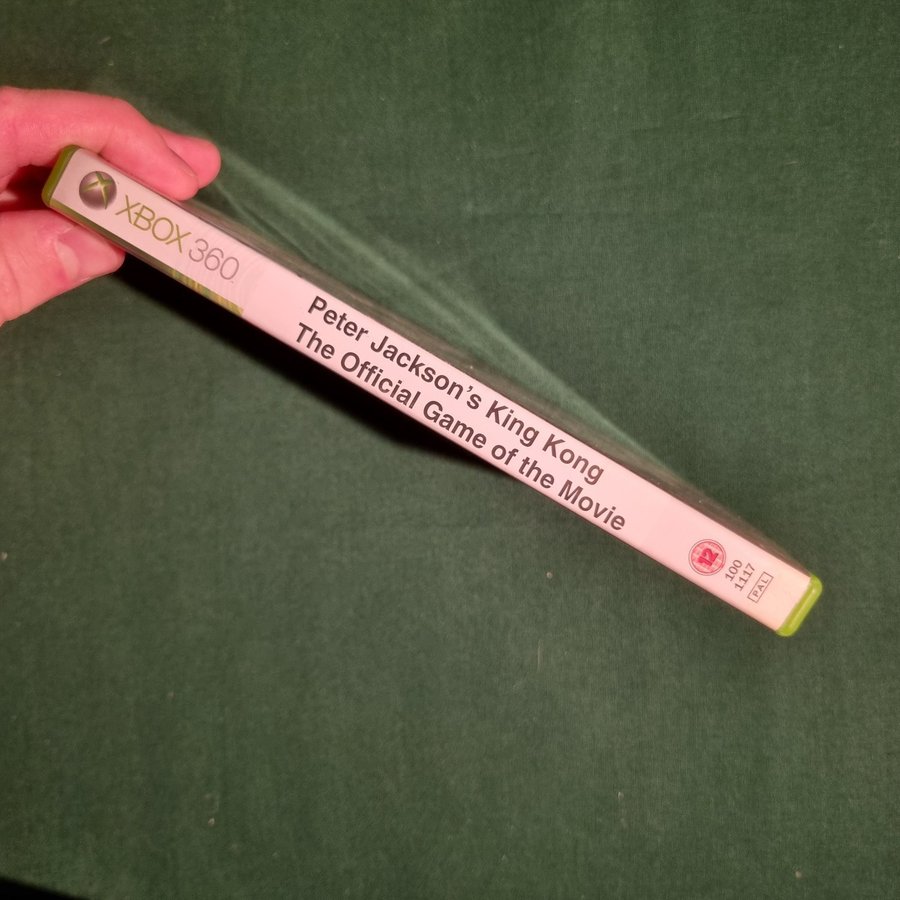 XBOX 360
Peter Jackson's King Kong
The Official Game of the Movie
12
100
1117
PAL